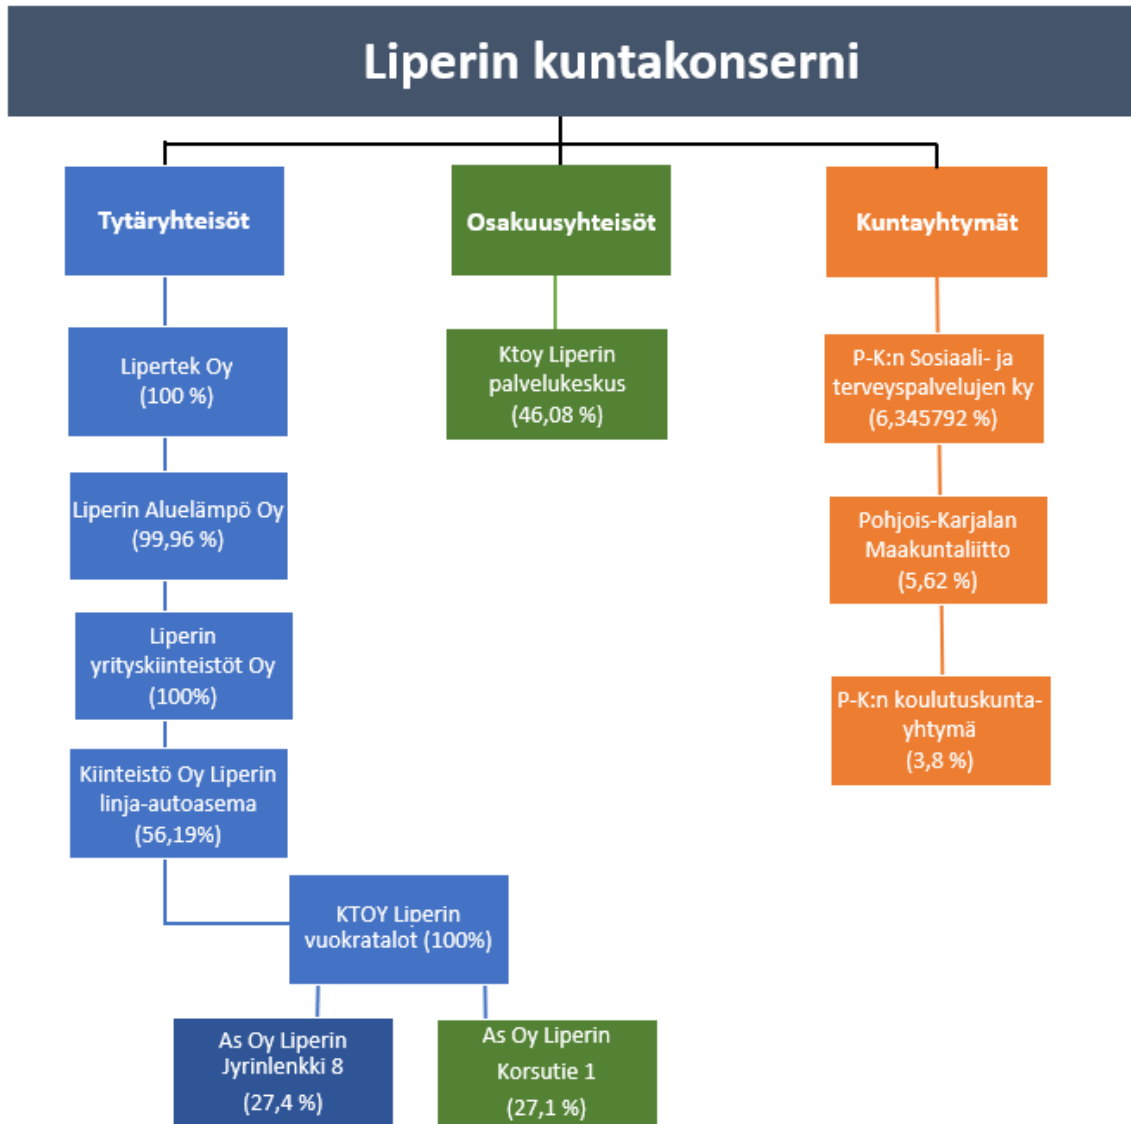 Liperin kuntakonserni
Tytäryhteisöt
Lipertek Oy
(100 %)
Liperin Aluelämpö Oy
(99,96 %)
Liperin
yrityskiinteistöt Oy
(100%)
Kiinteistö Oy Liperin
linja-autoasema
(56,19%)
KTOY Liperin
vuokratalot (100%)
As Oy Liperin
Jyrinlenkki 8
(27,4 %)
As Oy Liperin
Korsutie 1
(27,1 %)
Osakuusyhteisöt
Ktoy Liperin
palvelukeskus
(46,08 %)
Kuntayhtymät
P-K:n Sosiaali- ja
terveyspalvelujen ky
(6,345792 %)
Pohjois-Karjalan
Maakuntaliitto
(5,62 %)
P-K:n koulutuskunta-
yhtymä
(3,8 %)